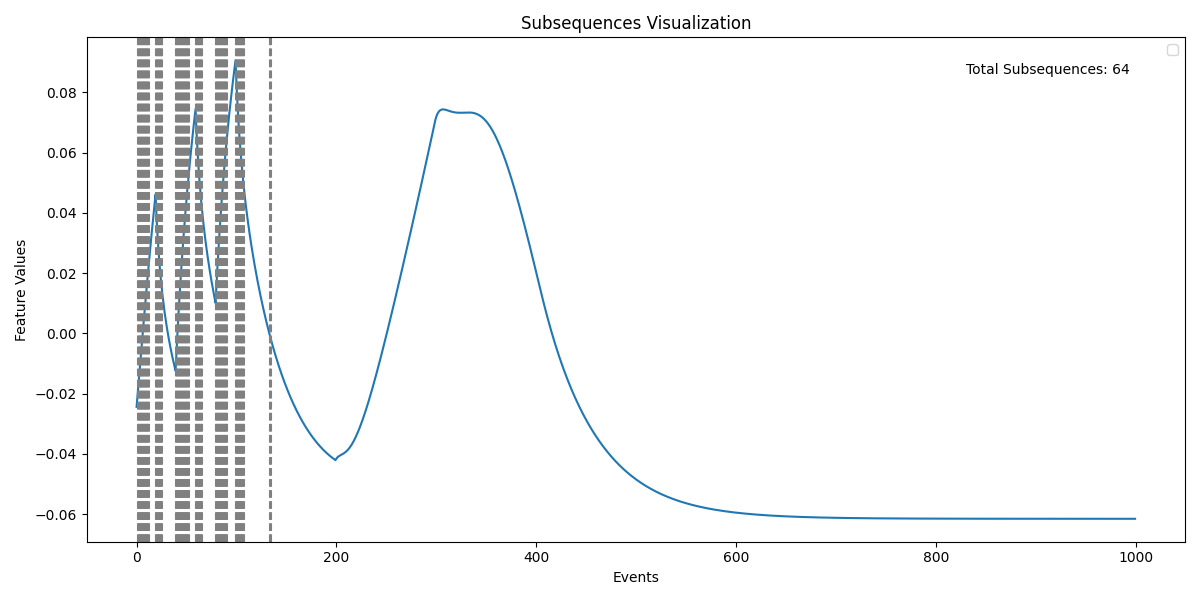 Subsequences Visualization
Total Subsequences: 64
Feature Values
0.08
0.06
0.04
0.02
0.00
−0.02
−0.04
−0.06
0 200 400 600 800 1000
Events